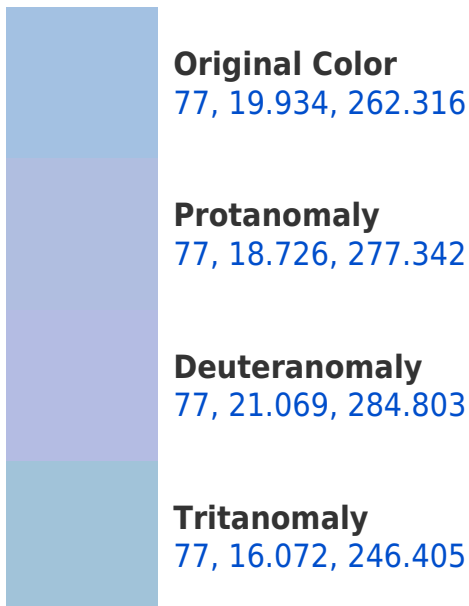 Original Color
77, 19.934, 262.316
Protanomaly
77, 18.726, 277.342
Deuteranomaly
77, 21.069, 284.803
Tritanomaly
77, 16.072, 246.405